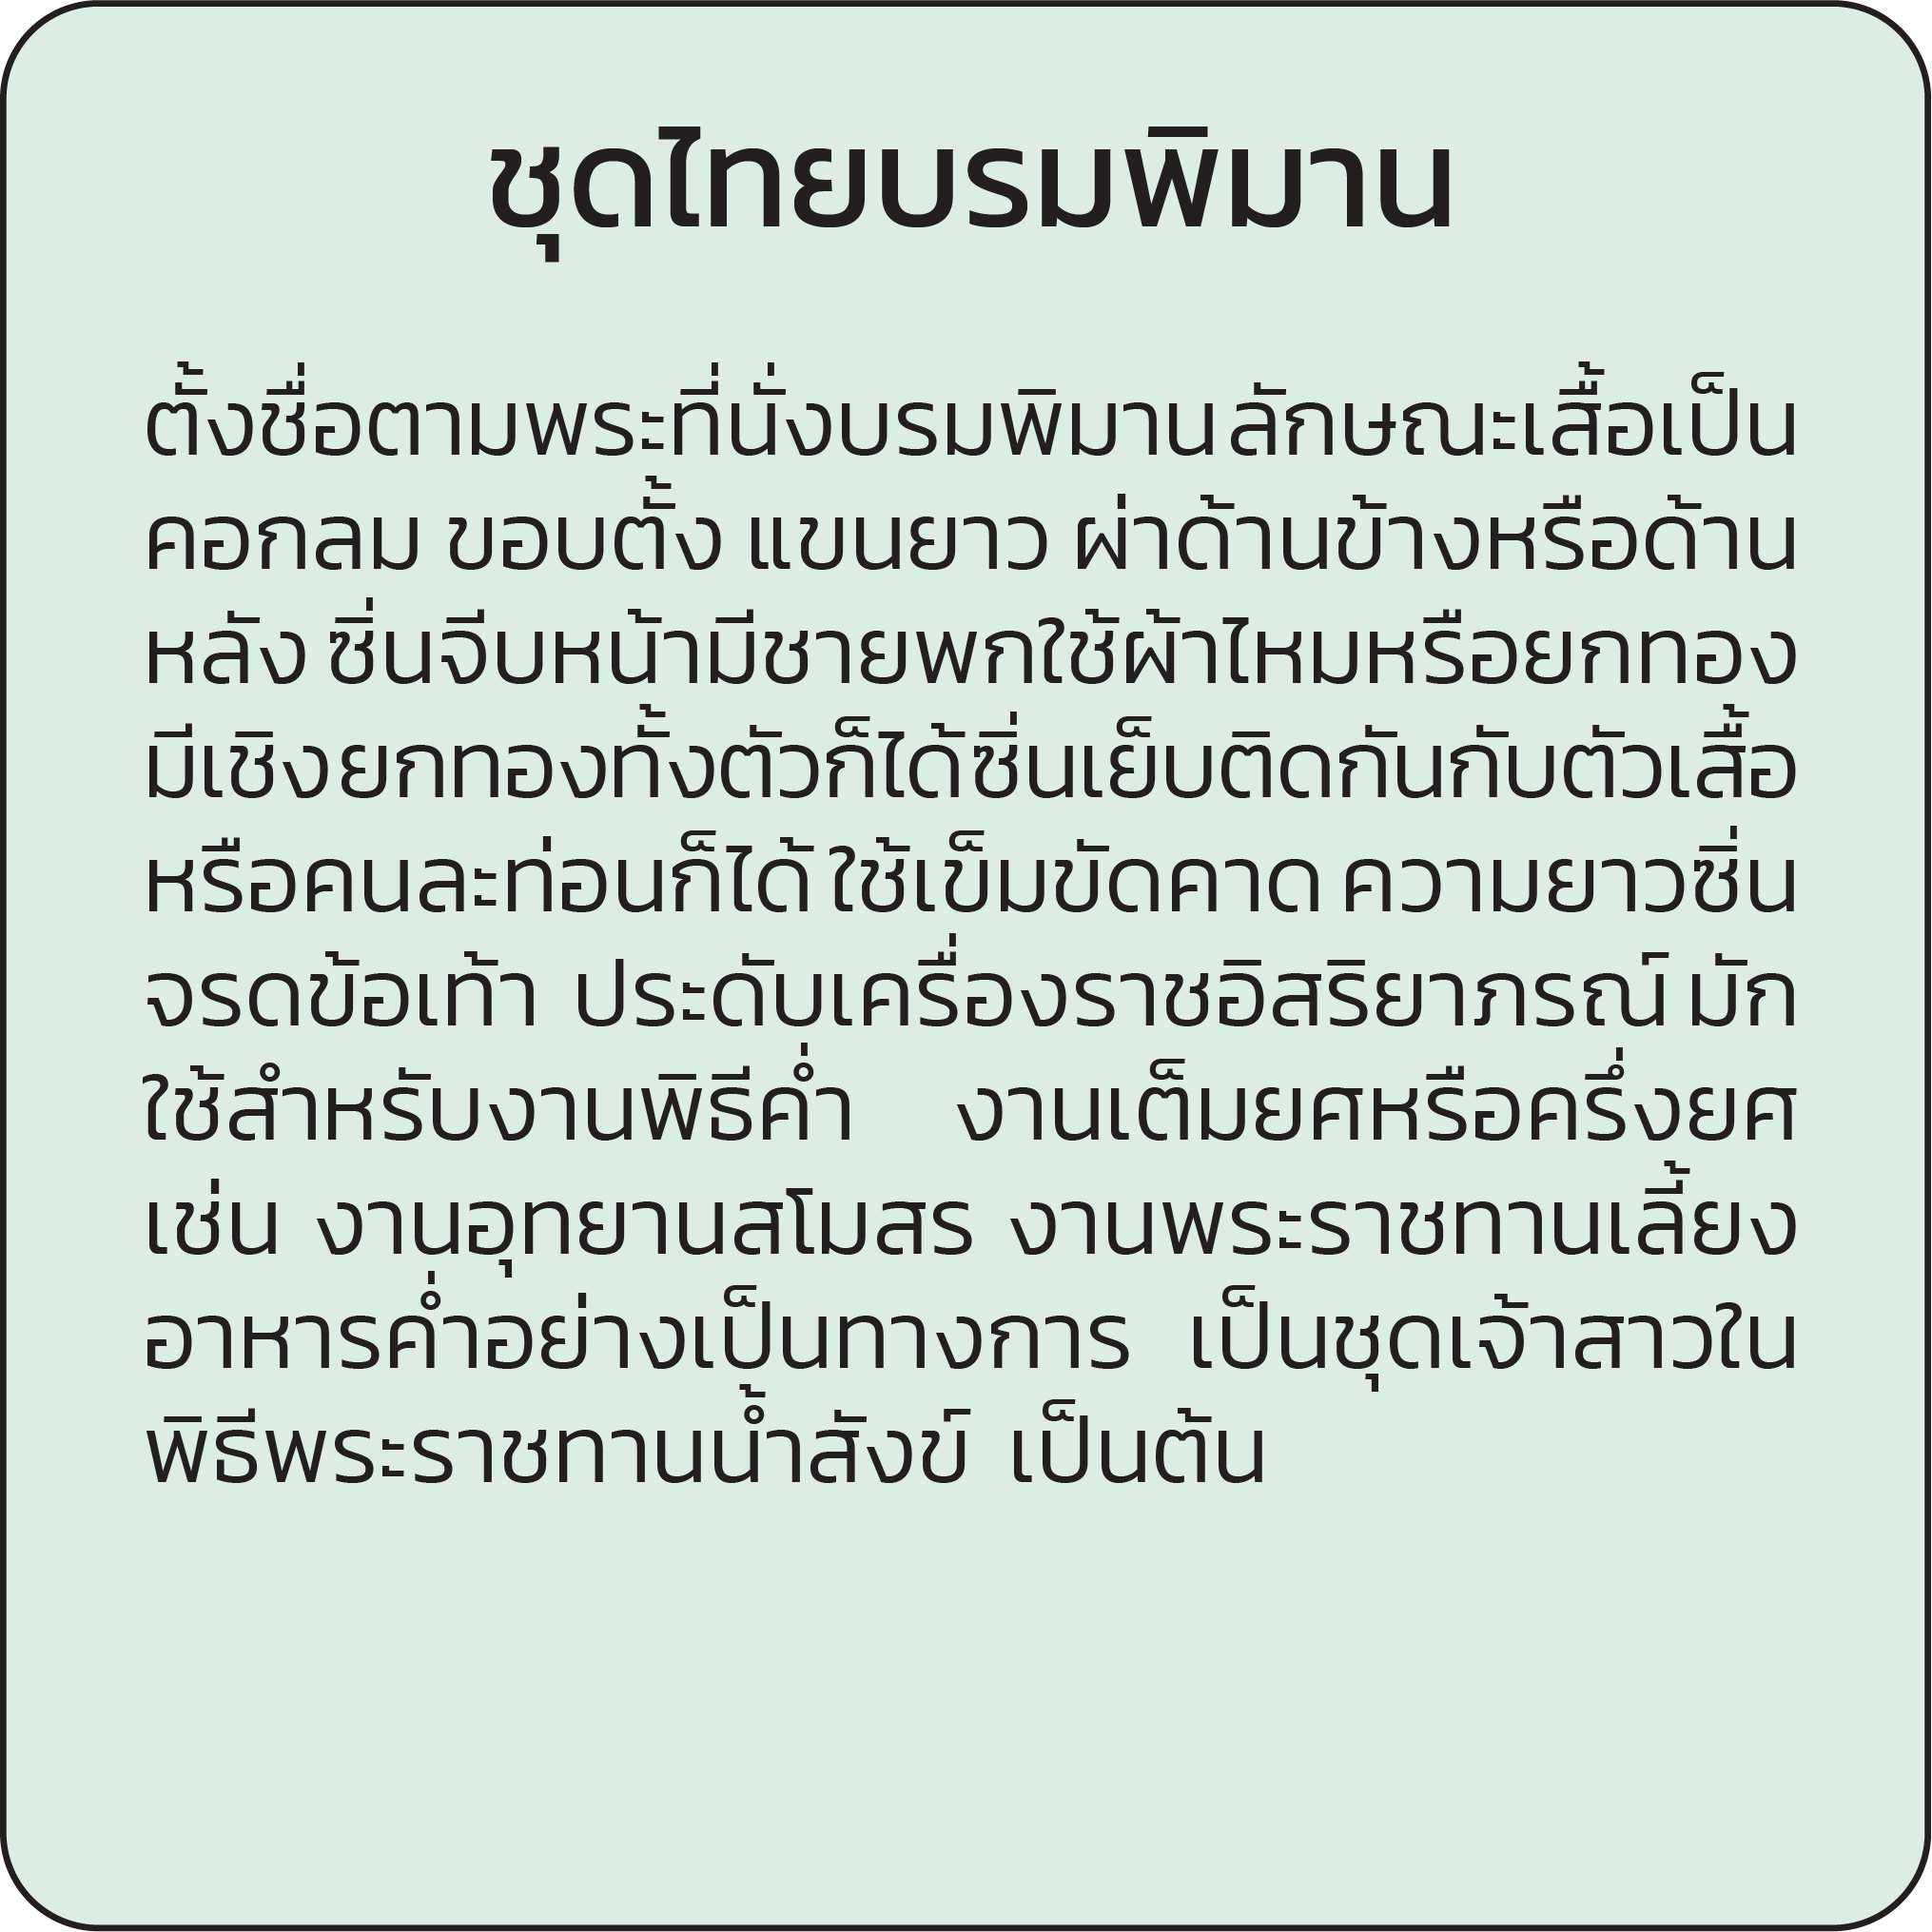 ชุดไทยบรมพิมาน
ตั้งชื่อตามพระที่นั่งบรมพิมาน ลักษณะเสื้อเป็น
คอกลม ขอบตั้ง แขนยาว ผ่าด้านข้างหรือด้าน
หลัง ซิ่นจีบหน้ามีชายพกใช้ผ้าไหมหรือยกทอง
มีเชิง ยกทองทั้งตัวก็ได้ ซิ่นเย็บติดกันกับตัวเสื้อ
หรือคนละท่อนก็ได้ ใช้เข็มขัดคาด ความยาวซิ่น
จรดข้อเท้า ประดับเครื่องราชอิสริยาภรณ์ มัก
ใช้สำหรับงานพิธีค่ำ งานเต็มยศหรือครึ่งยศ
เช่น งานอุทยานสโมสร งานพระราชทานเลี้ยง
อาหารค่ำอย่างเป็นทางการ เป็นชุดเจ้าสาวใน
พิธีพระราชทานน้ำสังข์ เป็นต้น